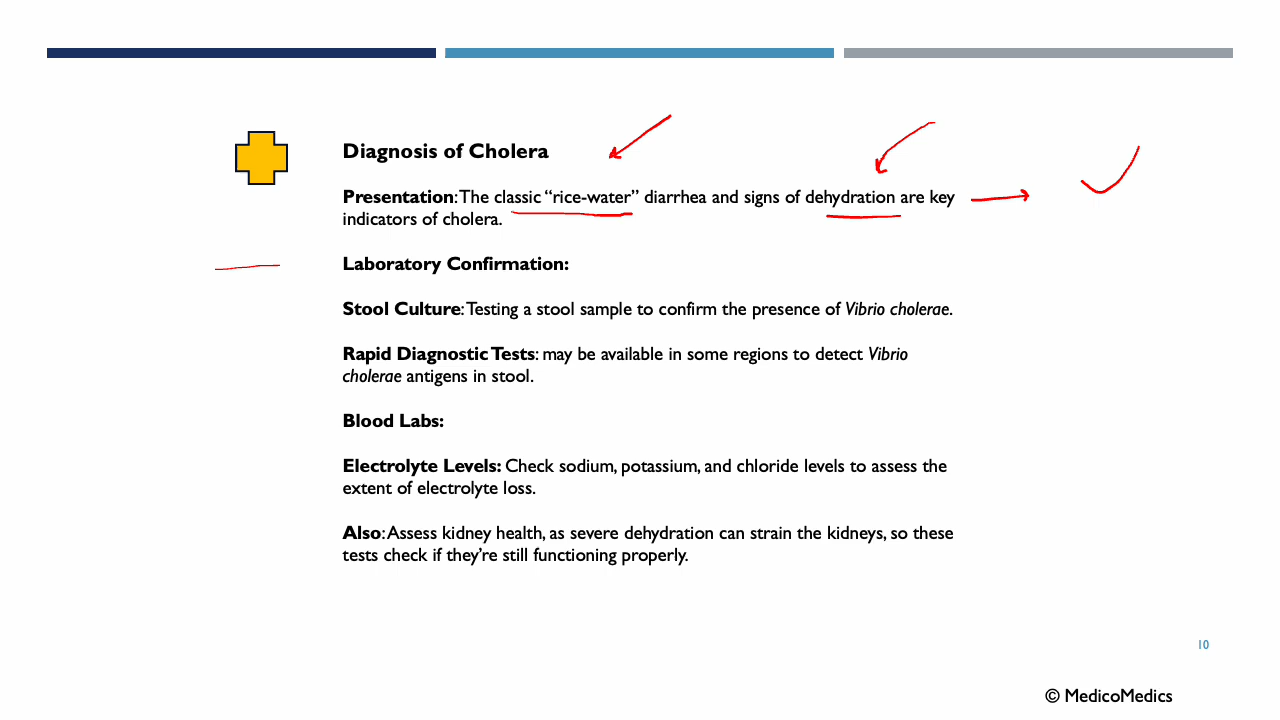 Diagnosis of Cholera
Presentation: The classic “rice-water” diarrhea and signs of dehydration are key
indicators of cholera.
Laboratory Confirmation:
Stool Culture: Testing a stool sample to confirm the presence of Vibrio cholerae.
Rapid Diagnostic Tests: may be available in some regions to detect Vibrio
cholerae antigens in stool.
Blood Labs:
Electrolyte Levels: Check sodium, potassium, and chloride levels to assess the
extent of electrolyte loss.
Also: Assess kidney health, as severe dehydration can strain the kidneys, so these
tests check if they’re still functioning properly.
10
© MedicoMedics